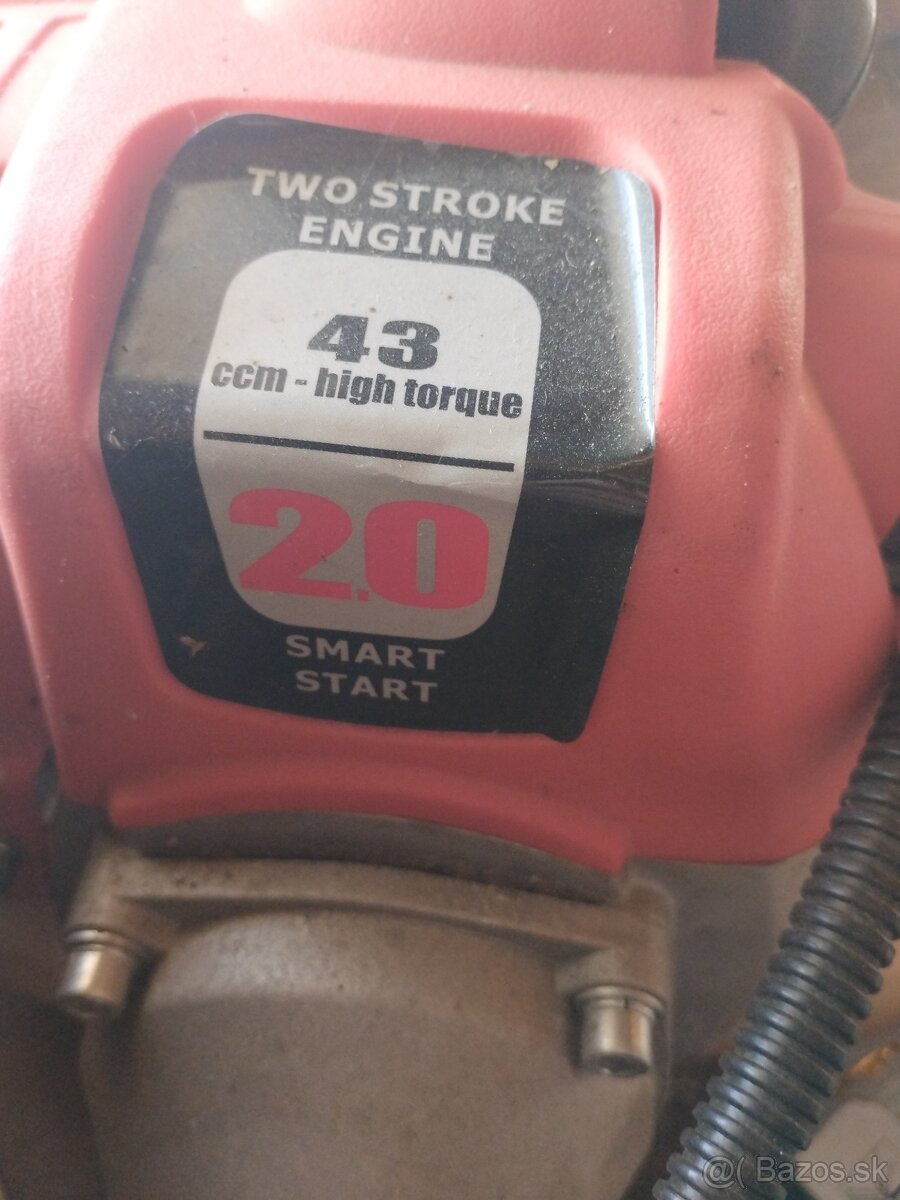 TWO STROKE
ENGINE
43
ccm - high torque
2.0
SMART
START
@( Bazos.sk